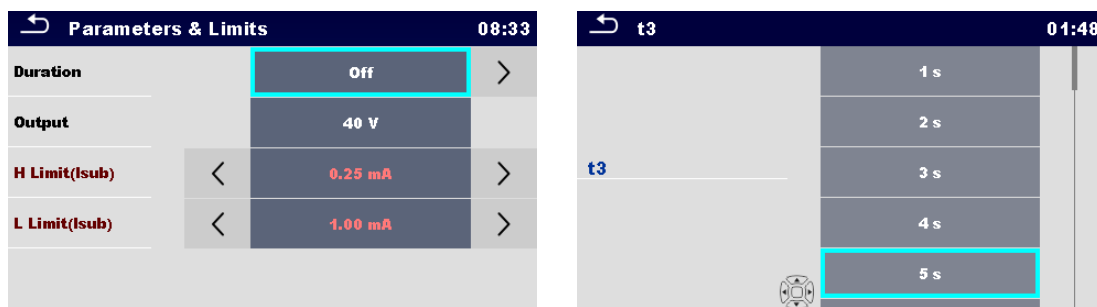 Parameters & Limits 08:33
Duration Off
Output 40 V
H Limit(Isub) 0.25 mA
L Limit(Isub) 1.00 mA
t3 01:48
1 s
2 s
t3 3 s
4 s
5 s